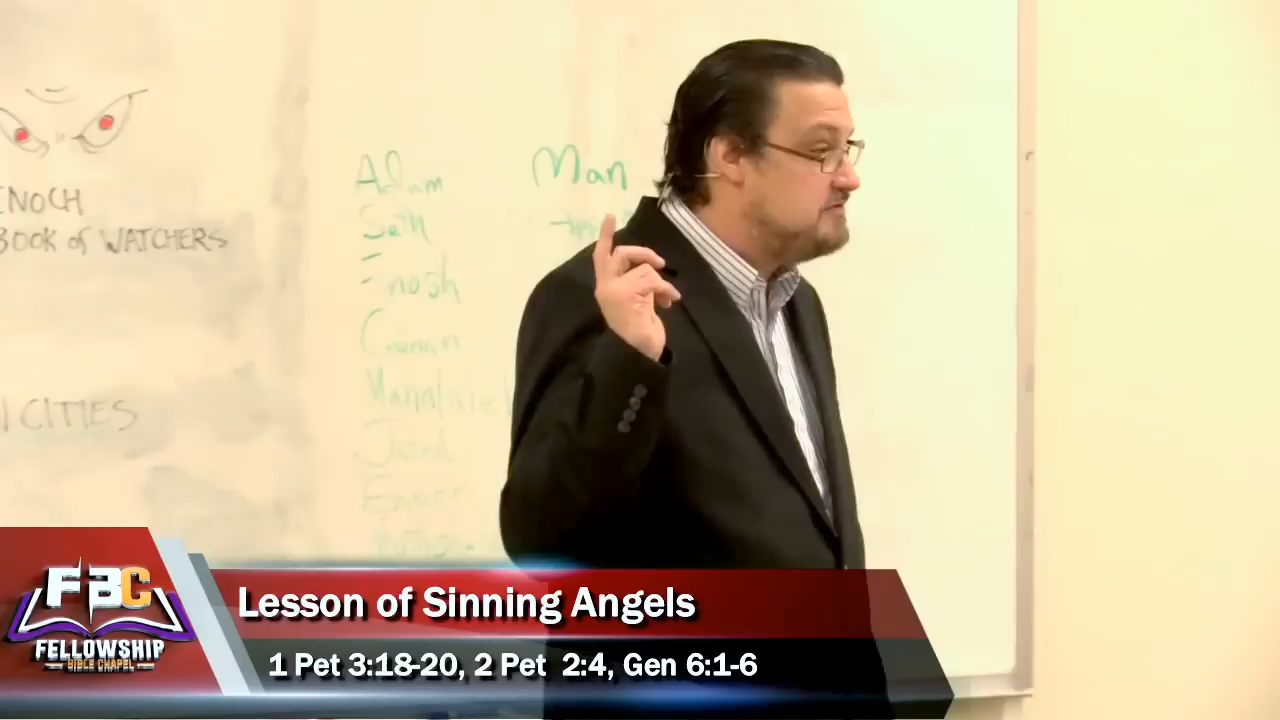 ENOCH
BOOK of WATCHERS
CITIES
Adam
Seth
Enosh
Man
FBC
FELLOWSHIP
BIBLE CHAPEL
Lesson of Sinning Angels
1 Pet 3:18-20, 2 Pet 2:4, Gen 6:1-6